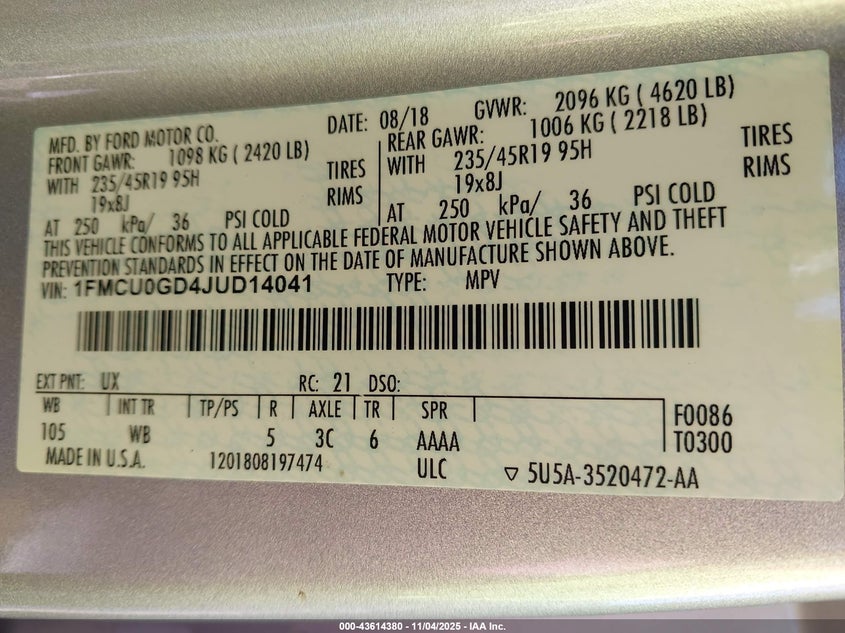 MFD. BY FORD MOTOR CO. DATE: 08/18 GVWR: 2096 KG ( 4620 LB)
FRONT GAWR: 1098 KG ( 2420 LB) REAR GAWR: 1006 KG ( 2218 LB)
WITH 235/45R19 95H TIRES WITH 235/45R19 95H TIRES
19x8J RIMS 19x8J RIMS
AT 250 kPa/ 36 PSI COLD AT 250 kPa/ 36 PSI COLD
THIS VEHICLE CONFORMS TO ALL APPLICABLE FEDERAL MOTOR VEHICLE SAFETY AND THEFT
PREVENTION STANDARDS IN EFFECT ON THE DATE OF MANUFACTURE SHOWN ABOVE.
VIN: 1FMCU0GD4JUD14041 TYPE: MPV
EXT PNT: UX RC: 21 DSO:
WB INT TR TP/PS R AXLE TR SPR F0086
105 WB 5 3C 6 AAAA T0300
MADE IN U.S.A. 1201808197474 ULC ▽ 5U5A-3520472-AA
000-43614380 - 11/04/2025 - IAA Inc.